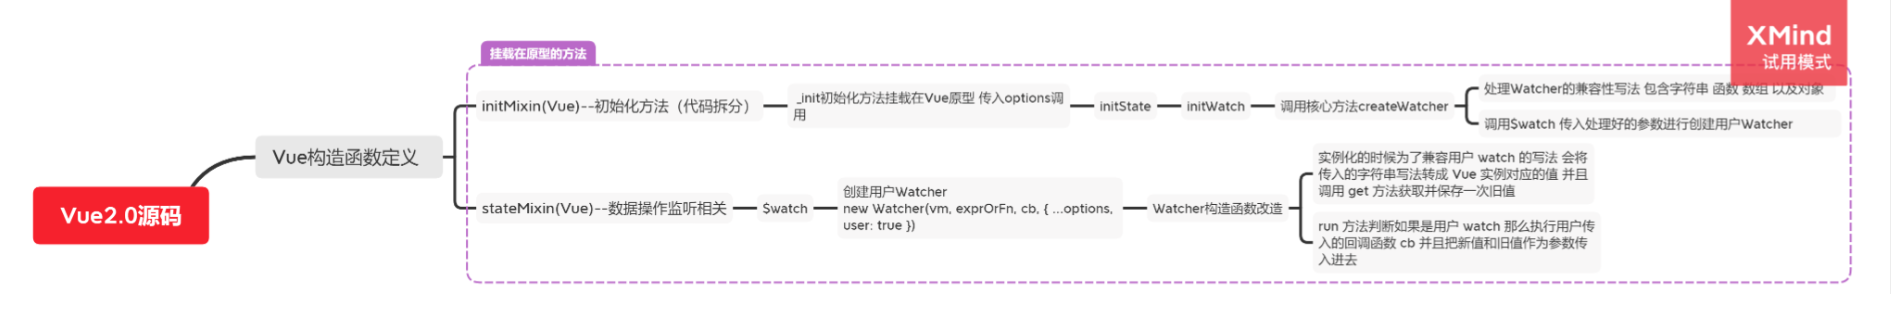 XMind
试用模式
挂载在原型的方法
Vue2.0源码
Vue构造函数定义
initMixin(Vue)--初始化方法（代码拆分）
_init初始化方法挂载在Vue原型 传入options调
用
initState
initWatch
调用核心方法createWatcher
处理Watcher的兼容性写法 包含字符串 函数 数组 以及对象
调用$watch 传入处理好的参数进行创建用户Watcher
stateMixin(Vue)--数据操作监听相关
$watch
创建用户Watcher
new Watcher(vm, exprOrFn, cb, { ...options,
user: true })
Watcher构造函数改造
实例化的时候为了兼容用户 watch 的写法 会将
传入的字符串写法转成 Vue 实例对应的值 并且
调用 get 方法获取并保存一次旧值
run 方法判断如果是用户 watch 那么执行用户传
入的回调函数 cb 并且把新值和旧值作为参数传
入进去